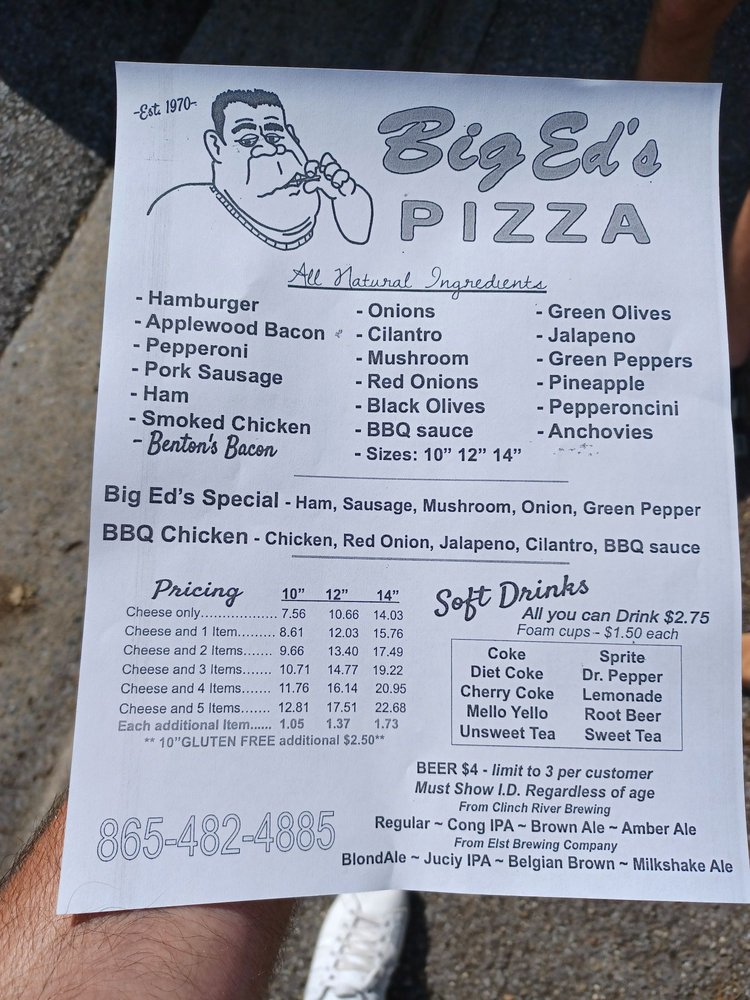 -Est. 1970-
Big Ed's
PIZZA
All Natural Ingredients
- Hamburger
- Applewood Bacon
- Pepperoni
- Pork Sausage
- Ham
- Smoked Chicken
- Benton's Bacon
- Onions
- Cilantro
- Mushroom
- Red Onions
- Black Olives
- BBQ sauce
- Sizes: 10” 12” 14”
- Green Olives
- Jalapeno
- Green Peppers
- Pineapple
- Pepperoncini
- Anchovies
Big Ed's Special - Ham, Sausage, Mushroom, Onion, Green Pepper
BBQ Chicken - Chicken, Red Onion, Jalapeno, Cilantro, BBQ sauce
Pricing 10” 12” 14”
Cheese only.................. 7.56 10.66 14.03
Cheese and 1 Item......... 8.61 12.03 15.76
Cheese and 2 Items....... 9.66 13.40 17.49
Cheese and 3 Items....... 10.71 14.77 19.22
Cheese and 4 Items....... 11.76 16.14 20.95
Cheese and 5 Items....... 12.81 17.51 22.68
Each additional Item...... 1.05 1.37 1.73
** 10”GLUTEN FREE additional $2.50**
865-482-4885
Soft Drinks
All you can Drink $2.75
Foam cups - $1.50 each
Coke Sprite
Diet Coke Dr. Pepper
Cherry Coke Lemonade
Mello Yello Root Beer
Unsweet Tea Sweet Tea
BEER $4 - limit to 3 per customer
Must Show I.D. Regardless of age
From Clinch River Brewing
Regular ~ Cong IPA ~ Brown Ale ~ Amber Ale
From Elst Brewing Company
BlondAle ~ Juciy IPA ~ Belgian Brown ~ Milkshake Ale